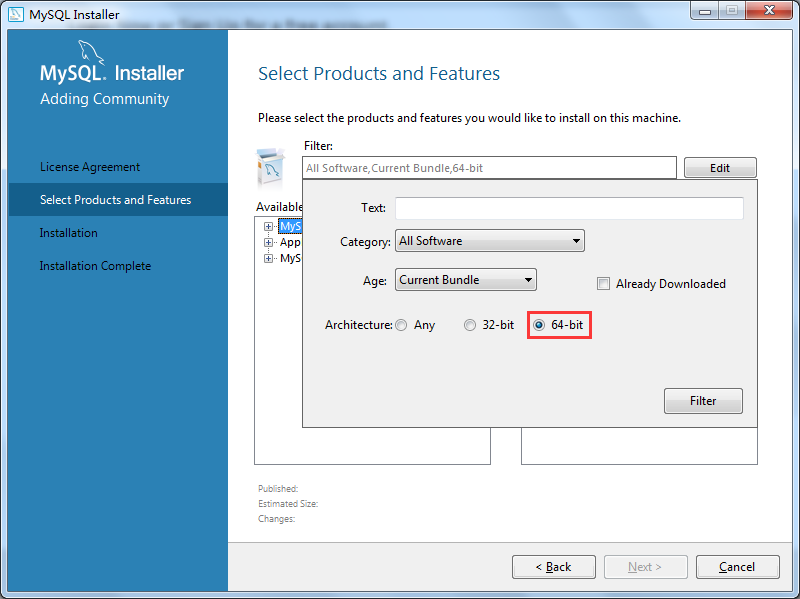 MySQL Installer
MySQL. Installer
Adding Community
License Agreement
Select Products and Features
Installation
Installation Complete
Select Products and Features
Please select the products and features you would like to install on this machine.
Filter:
All Software,Current Bundle,64-bit
Edit
Available
MyS
App
MyS
Text:
Category: All Software
Age: Current Bundle
Already Downloaded
Architecture: Any 32-bit 64-bit
Filter
Published:
Estimated Size:
Changes:
< Back Next > Cancel